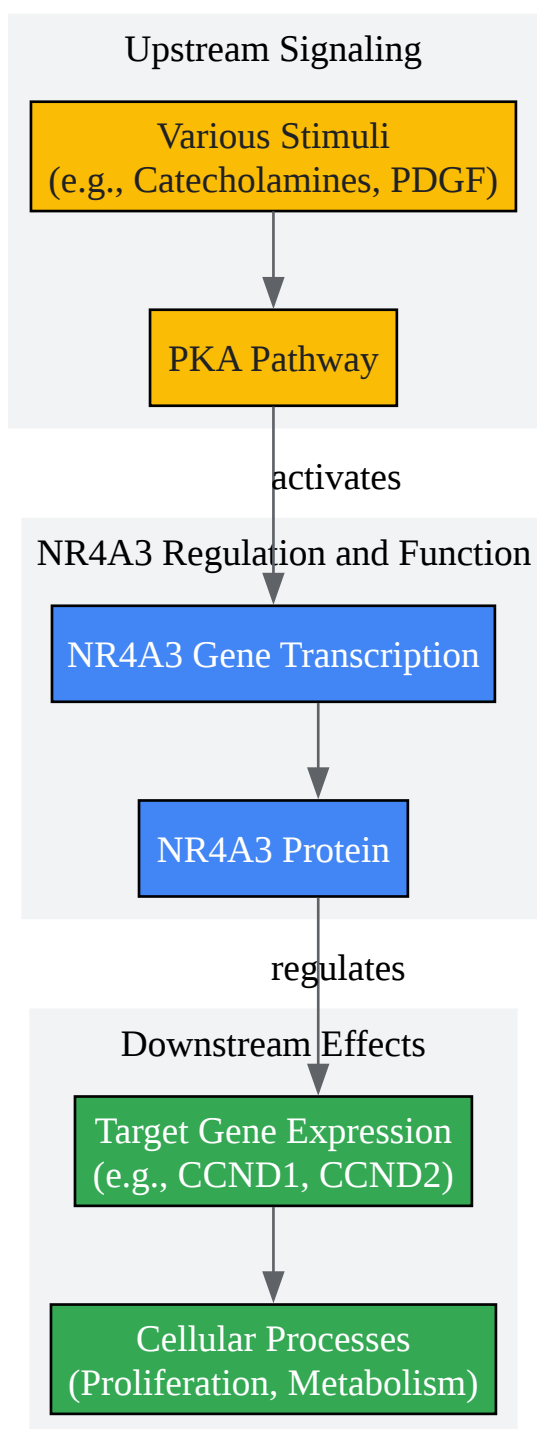 Upstream Signaling
Various Stimuli
(e.g., Catecholamines, PDGF)
PKA Pathway
activates
NR4A3 Regulation and Function
NR4A3 Gene Transcription
NR4A3 Protein
regulates
Downstream Effects
Target Gene Expression
(e.g., CCND1, CCND2)
Cellular Processes
(Proliferation, Metabolism)